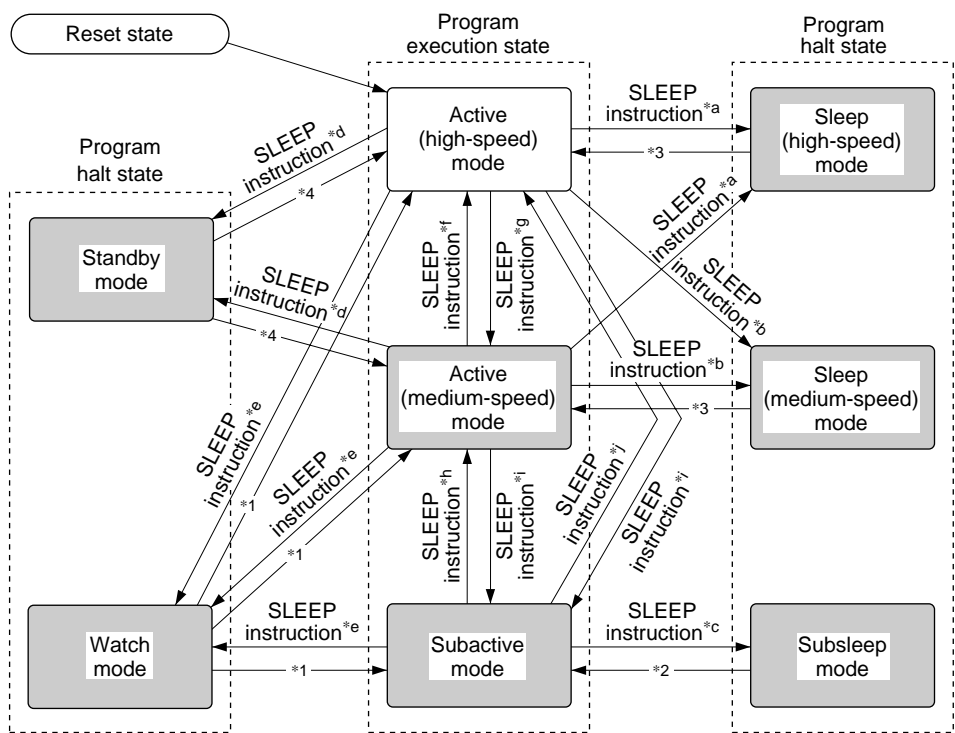 Reset state
Program
execution state
Program
halt state
Program
halt state
Active
(high-speed)
mode
SLEEP
instruction*a
*3
Sleep
(high-speed)
mode
SLEEP
instruction*d
*4
Standby
mode
SLEEP
instruction*d
*4
SLEEP
instruction*f
SLEEP
instruction*g
SLEEP
instruction*a
SLEEP
instruction*b
Active
(medium-speed)
mode
SLEEP
instruction*b
*3
Sleep
(medium-speed)
mode
SLEEP
instruction*e
*1
SLEEP
instruction*e
*1
SLEEP
instruction*h
SLEEP
instruction*i
SLEEP
instruction*j
SLEEP
instruction*i
Watch
mode
SLEEP
instruction*e
*1
Subactive
mode
SLEEP
instruction*c
*2
Subsleep
mode